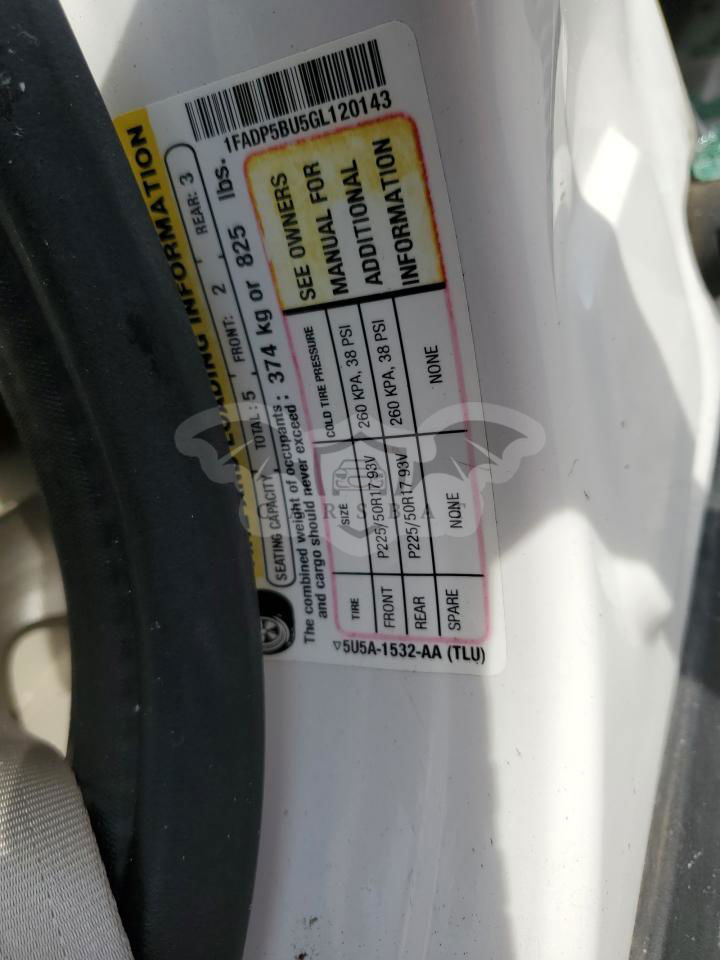 1FADP5BU5GL120143
LOADING INFORMATION
SEATING CAPACITY TOTAL: 5 FRONT: 2 REAR: 3
The combined weight of occupants
and cargo should never exceed : 374 kg or 825 lbs.
TIRE SIZE COLD TIRE PRESSURE
FRONT P225/50R17 93V 260 KPA, 38 PSI
REAR P225/50R17 93V 260 KPA, 38 PSI
SPARE NONE NONE
SEE OWNERS
MANUAL FOR
ADDITIONAL
INFORMATION
▽5U5A-1532-AA (TLU)